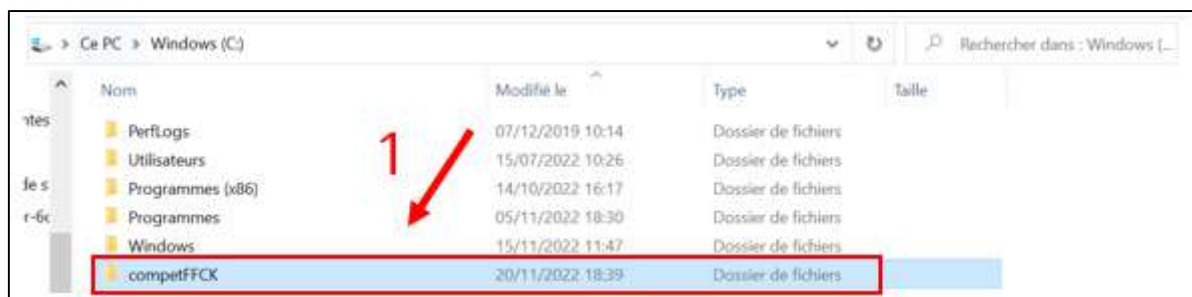 Ce PC > Windows (C:) Rechercher dans : Windows (...
Nom Modifié le Type Taille
ntes PerfLogs 07/12/2019 10:14 Dossier de fichiers
Utilisateurs 15/07/2022 10:26 Dossier de fichiers
de s Programmes (x86) 14/10/2022 16:17 Dossier de fichiers
Programmes 05/11/2022 18:30 Dossier de fichiers
Windows 15/11/2022 11:47 Dossier de fichiers
competFFCK 20/11/2022 18:39 Dossier de fichiers
1